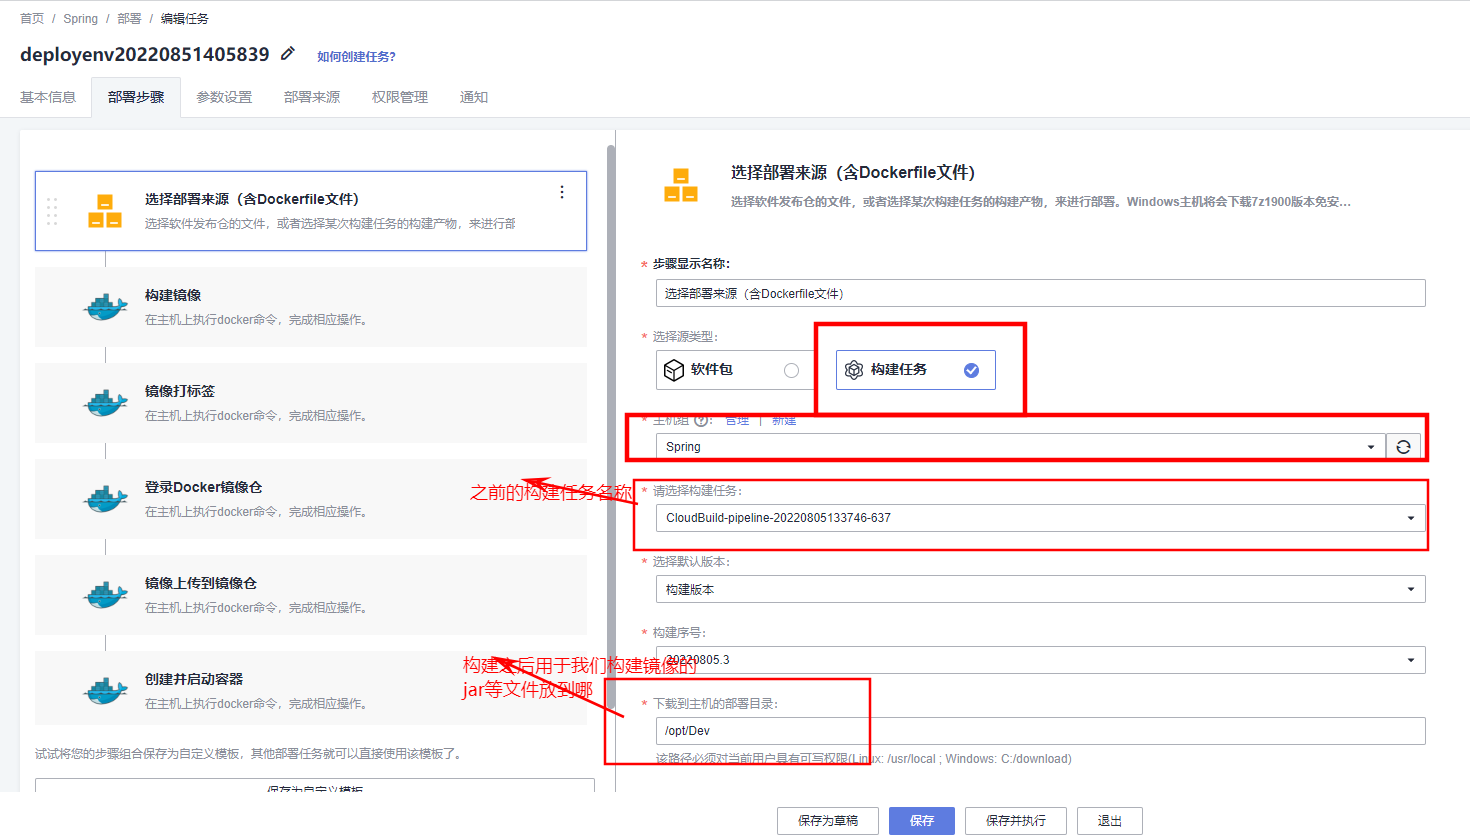 首页 / Spring / 部署 / 编辑任务
deployenv20220851405839 如何创建任务?
基本信息 部署步骤 参数设置 部署来源 权限管理 通知
选择部署来源（含Dockerfile文件）
选择软件发布仓的文件，或者选择某次构建任务的构建产物，来进行部
构建镜像
在主机上执行docker命令，完成相应操作。
镜像打标签
在主机上执行docker命令，完成相应操作。
登录Docker镜像仓
在主机上执行docker命令，完成相应操作。
镜像上传到镜像仓
在主机上执行docker命令，完成相应操作。
创建并启动容器
在主机上执行docker命令，完成相应操作。
试试将您的步骤组合保存为自定义模板，其他部署任务就可以直接使用该模板了。
保存为自定义模板
选择部署来源（含Dockerfile文件）
选择软件发布仓的文件，或者选择某次构建任务的构建产物，来进行部署。Windows主机将会下载7z1900版本免安...
* 步骤显示名称:
选择部署来源（含Dockerfile文件）
* 选择源类型:
软件包 构建任务
* 主机组 ?: 管理 | 新建
Spring
之前的构建任务名称
* 请选择构建任务:
CloudBuild-pipeline-20220805133746-637
* 选择默认版本:
构建版本
* 构建序号:
20220805.3
构建之后用于我们构建镜像的
jar等文件放到哪
* 下载到主机的部署目录:
/opt/Dev
该路径必须对当前用户具有可写权限(Linux: /usr/local ; Windows: C:/download)
保存为草稿 保存 保存并执行 退出